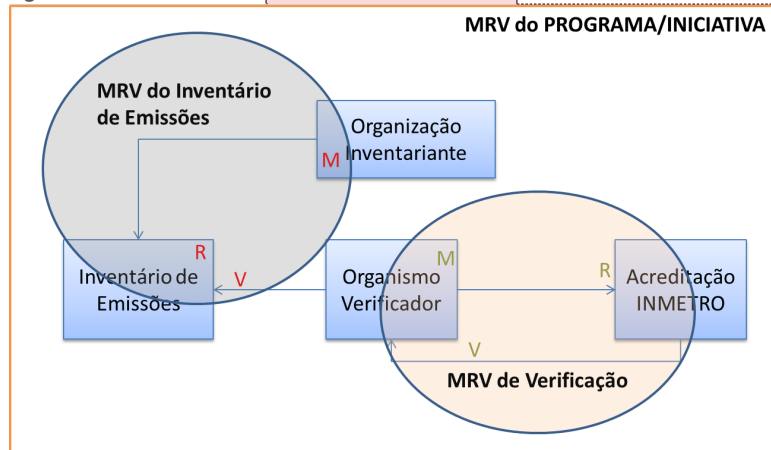 MRV do PROGRAMA/INICIATIVA
MRV do Inventário
de Emissões
Organização
Inventariante
M
R
Inventário de
Emissões
V
M
Organismo
Verificador
R
Acreditação
INMETRO
V
MRV de Verificação